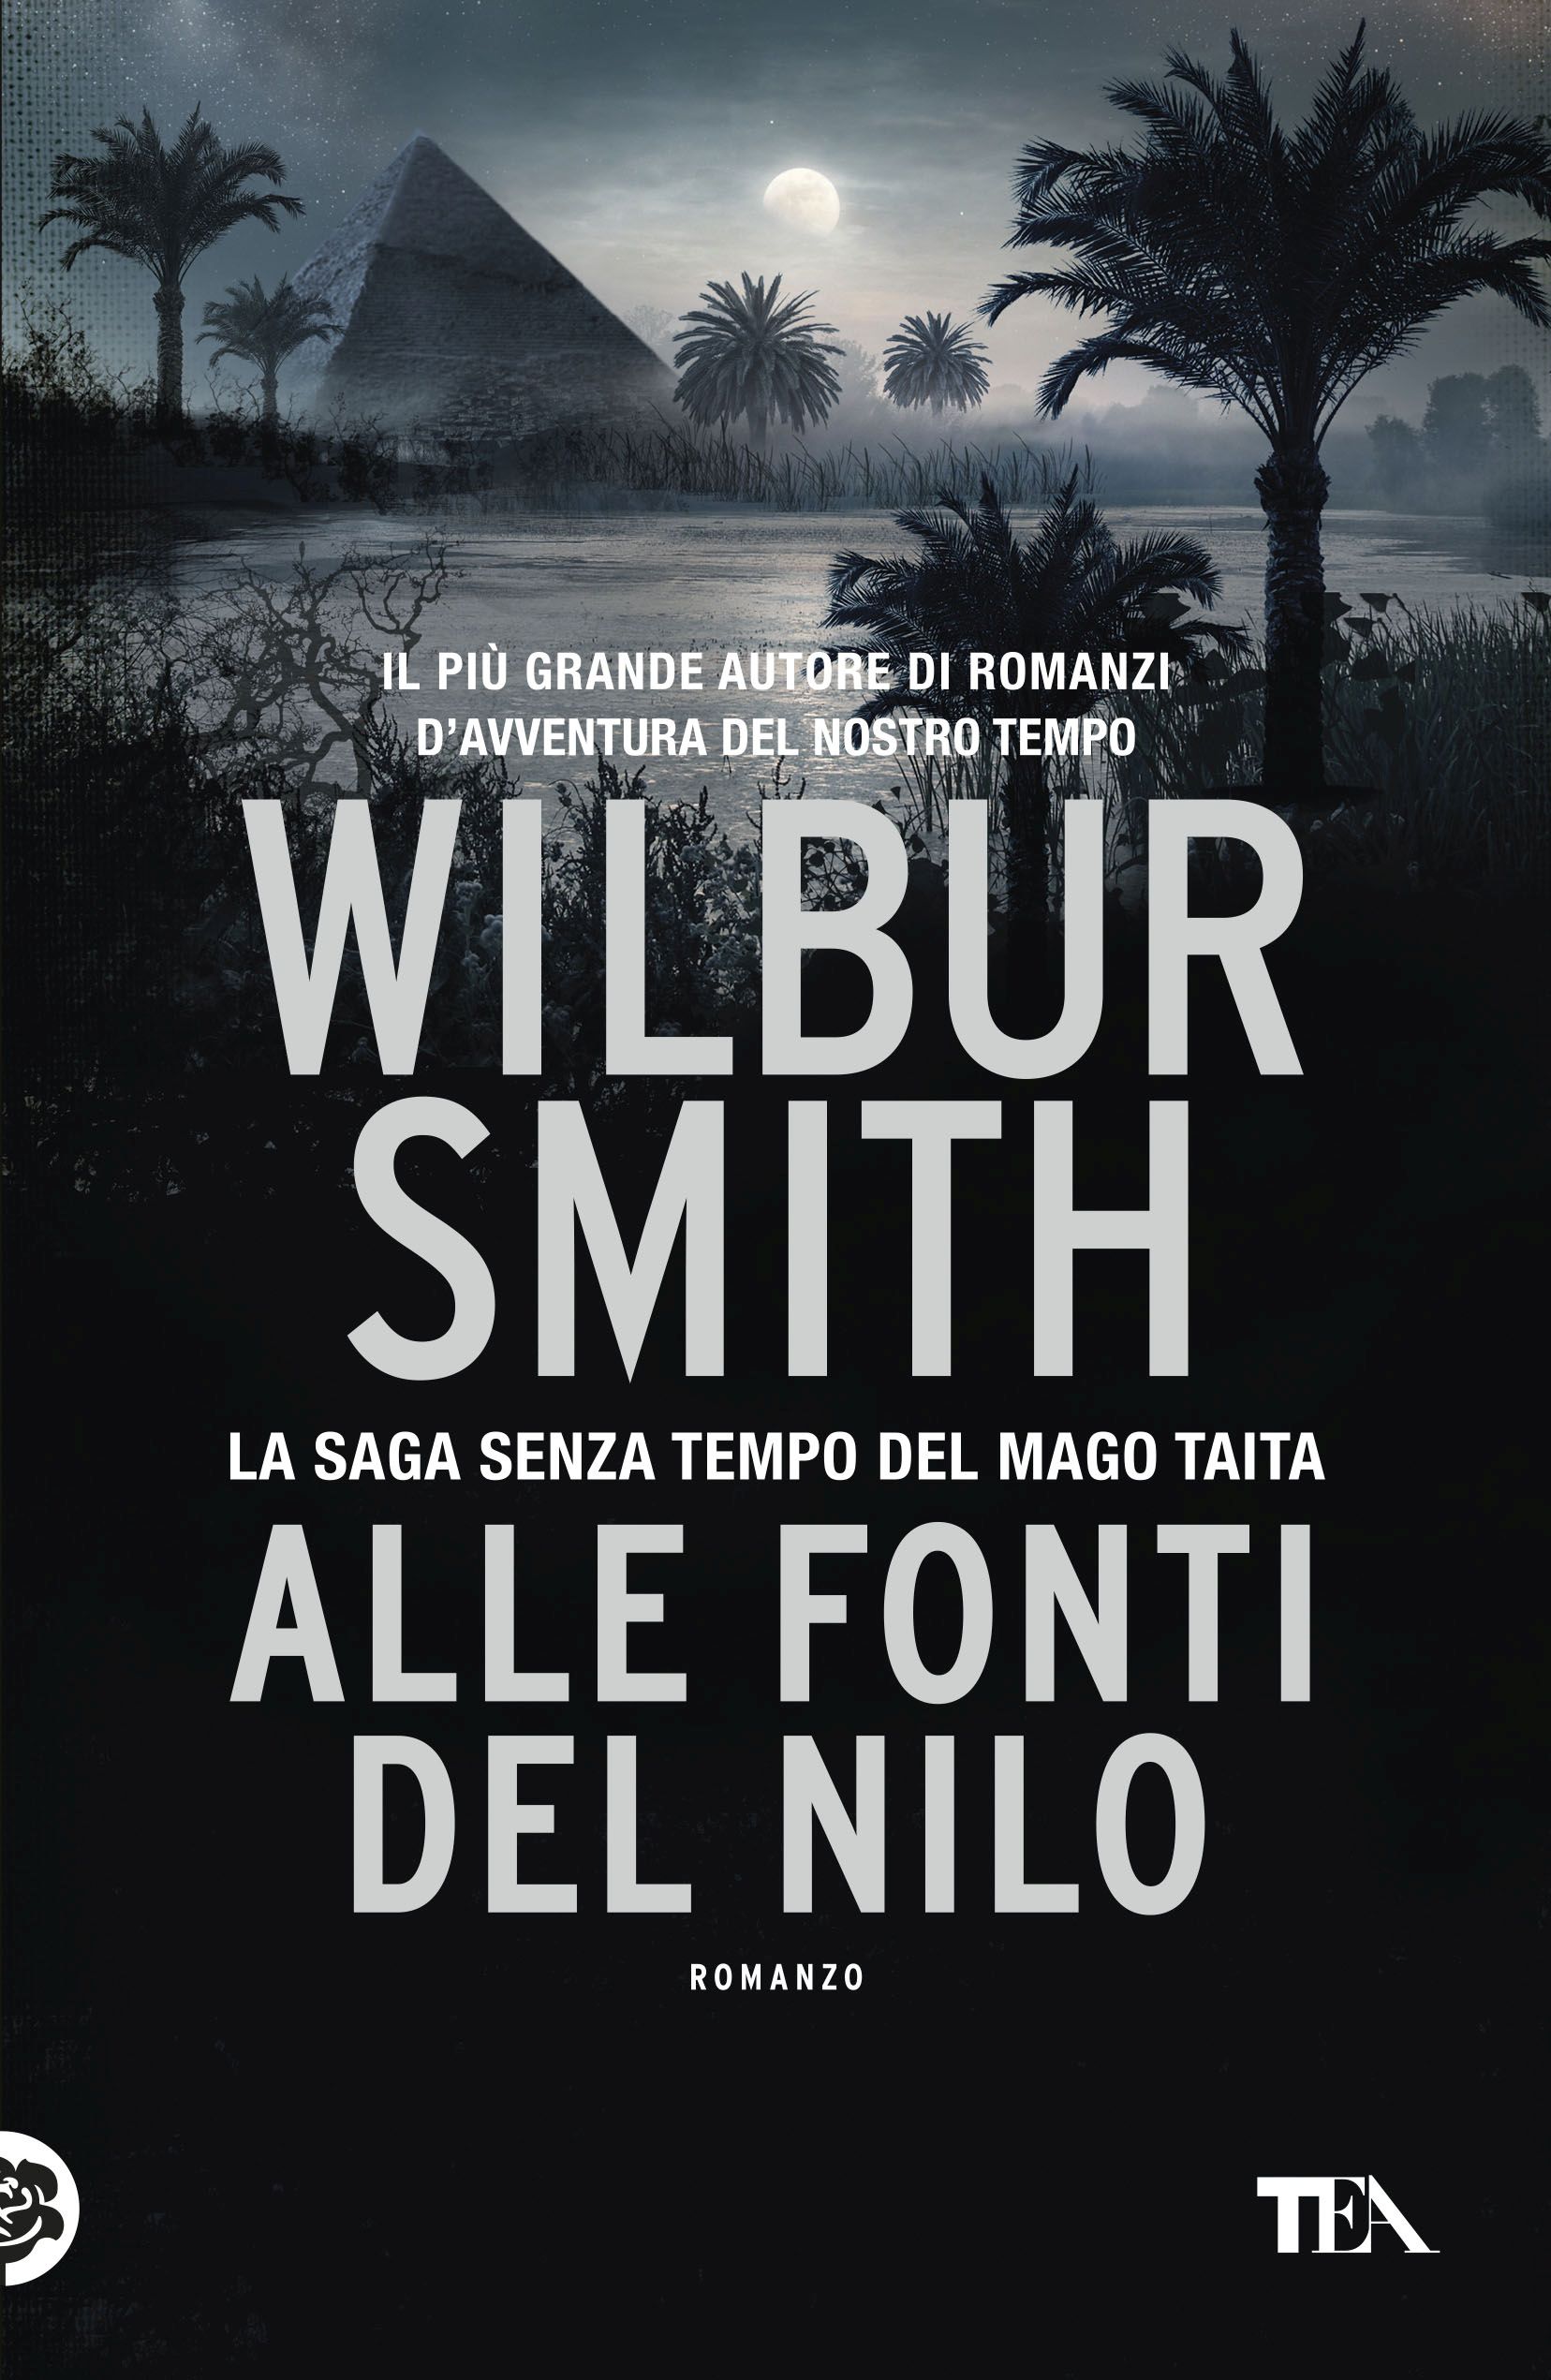 IL PIÙ GRANDE AUTORE DI ROMANZI
D’AVVENTURA DEL NOSTRO TEMPO
WILBUR
SMITH
LA SAGA SENZA TEMPO DEL MAGO TAITA
ALLE FONTI
DEL NILO
ROMANZO
TEA